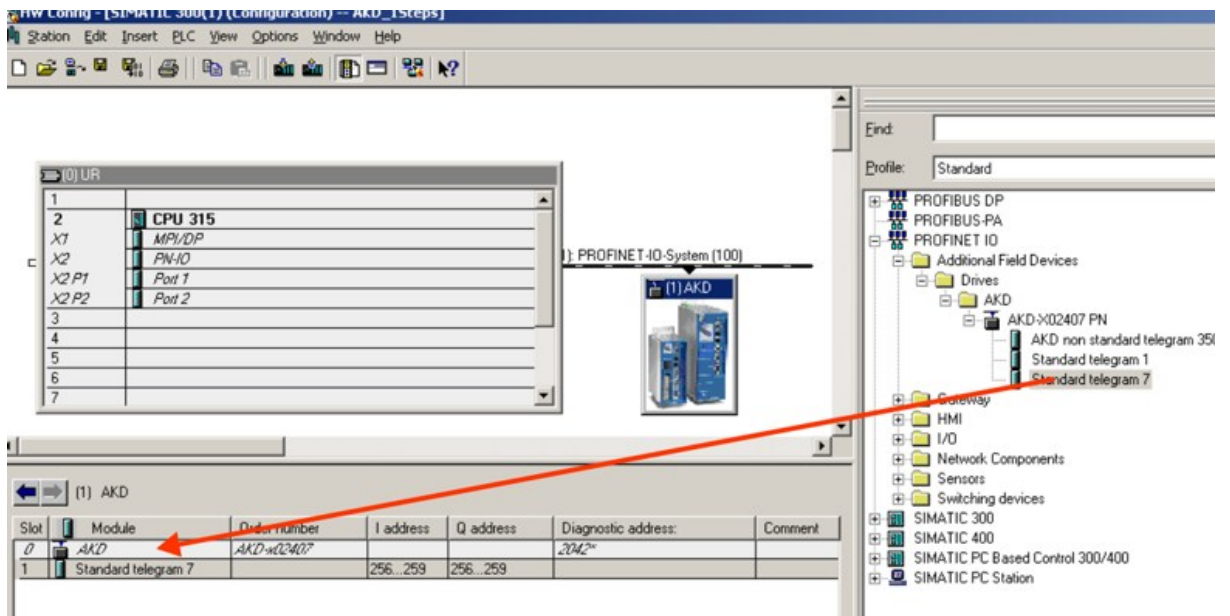 HW Config - [SIMATIC 300(1) (Configuration) -- AKD_1Steps]
Station Edit Insert PLC View Options Window Help
(0) UR
1
2 CPU 315
X1 MPI/DP
X2 PN-IO
X2 P1 Port 1
X2 P2 Port 2
3
4
5
6
7
1): PROFINET-IO-System (100)
(1) AKD
Find:
Profile: Standard
PROFIBUS DP
PROFIBUS-PA
PROFINET IO
Additional Field Devices
Drives
AKD
AKD-X02407 PN
AKD non standard telegram 350
Standard telegram 1
Standard telegram 7
Gateway
HMI
I/O
Network Components
Sensors
Switching devices
SIMATIC 300
SIMATIC 400
SIMATIC PC Based Control 300/400
SIMATIC PC Station
(1) AKD
Slot Module Order number I address Q address Diagnostic address: Comment
0 AKD AKD-x02407 2042*
1 Standard telegram 7 256...259 256...259